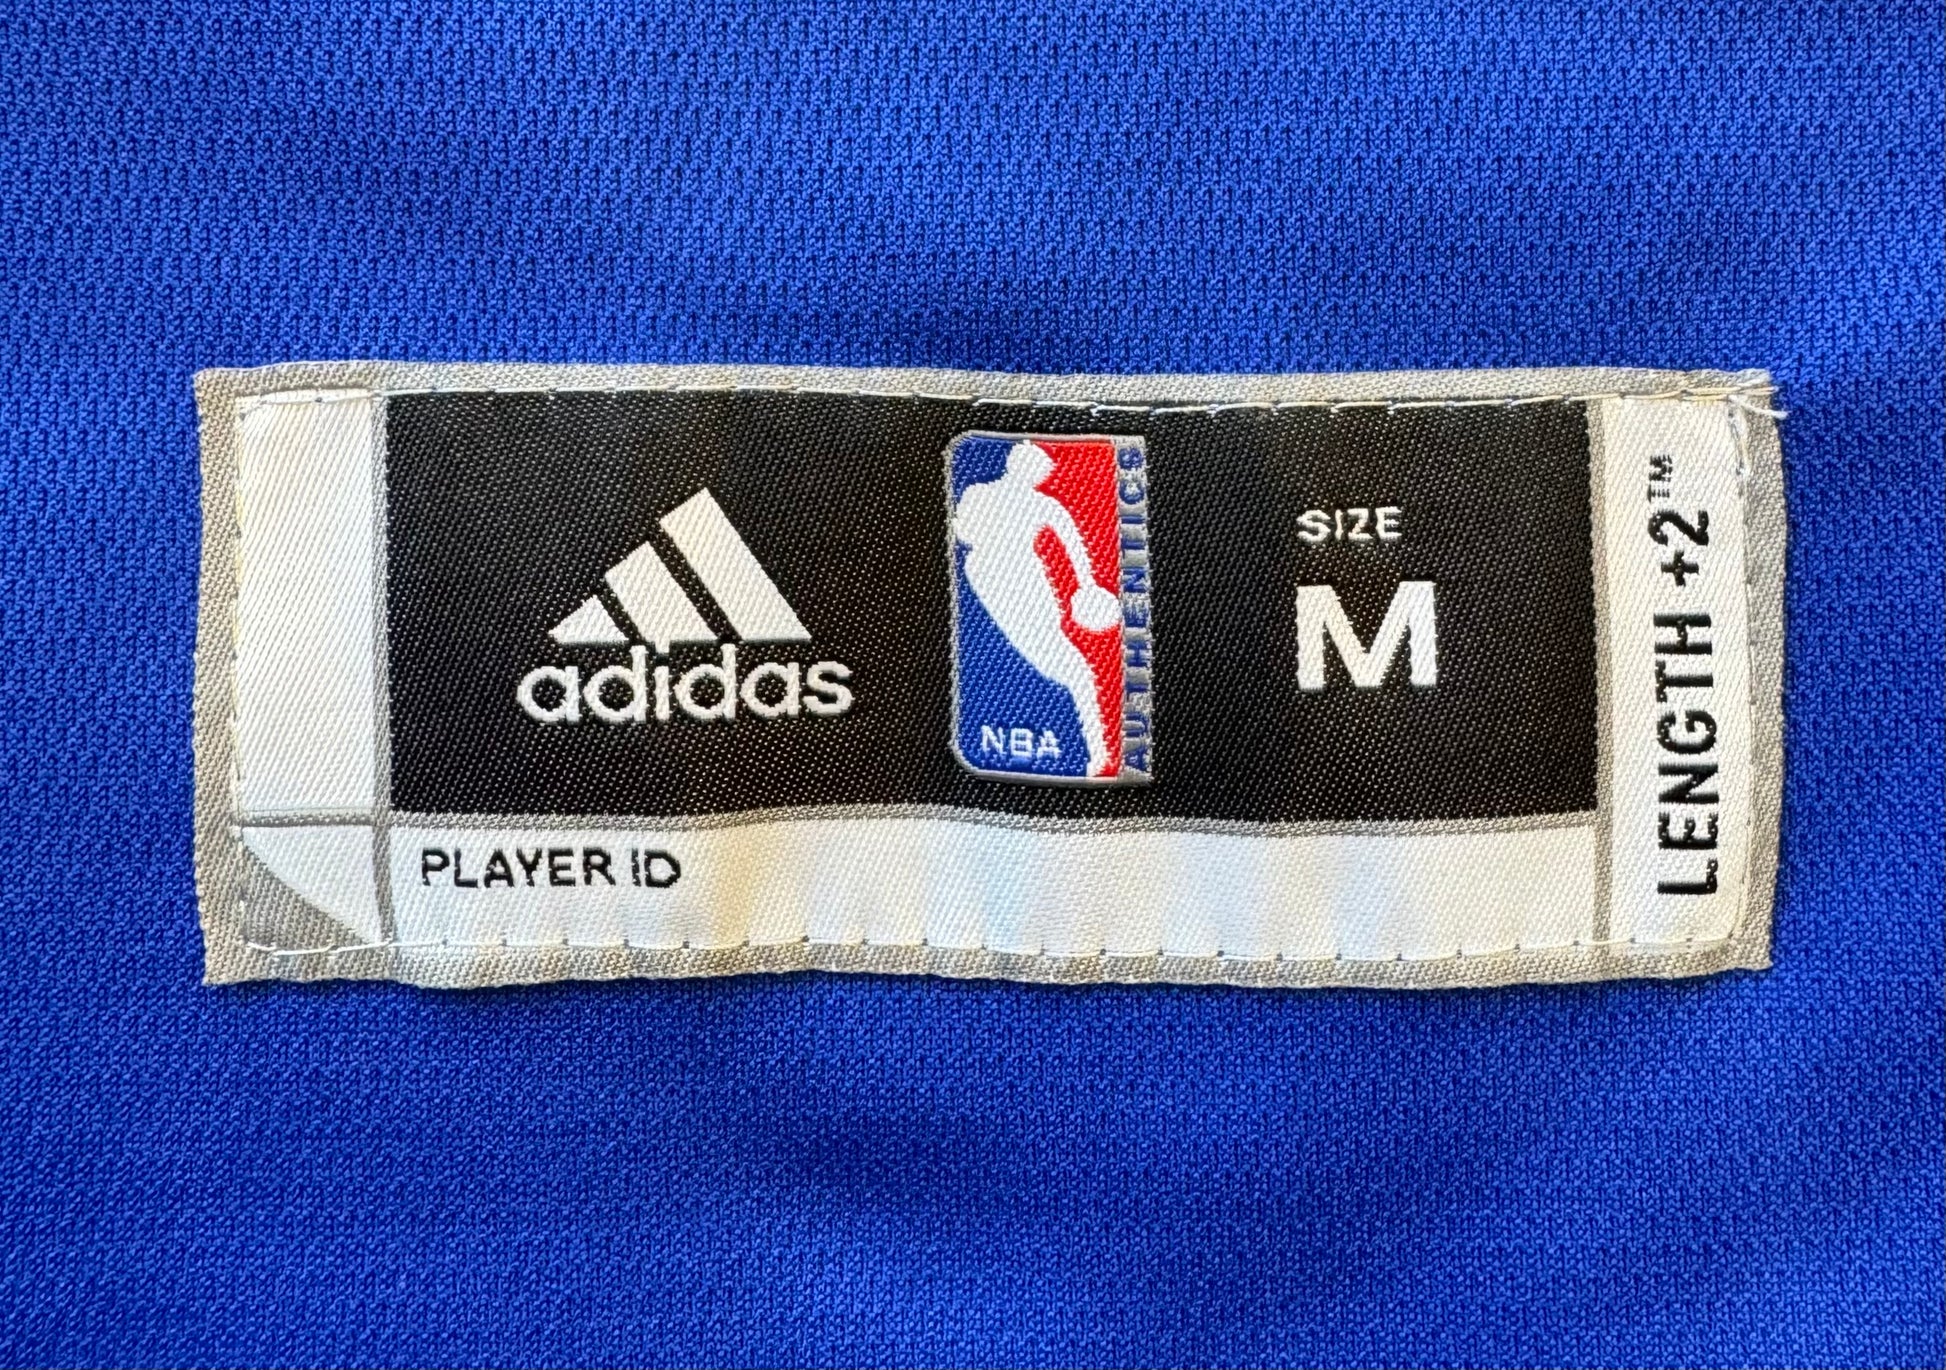 adidas
NBA
AUTHENTICS
SIZE
M
LENGTH +2™
PLAYER ID